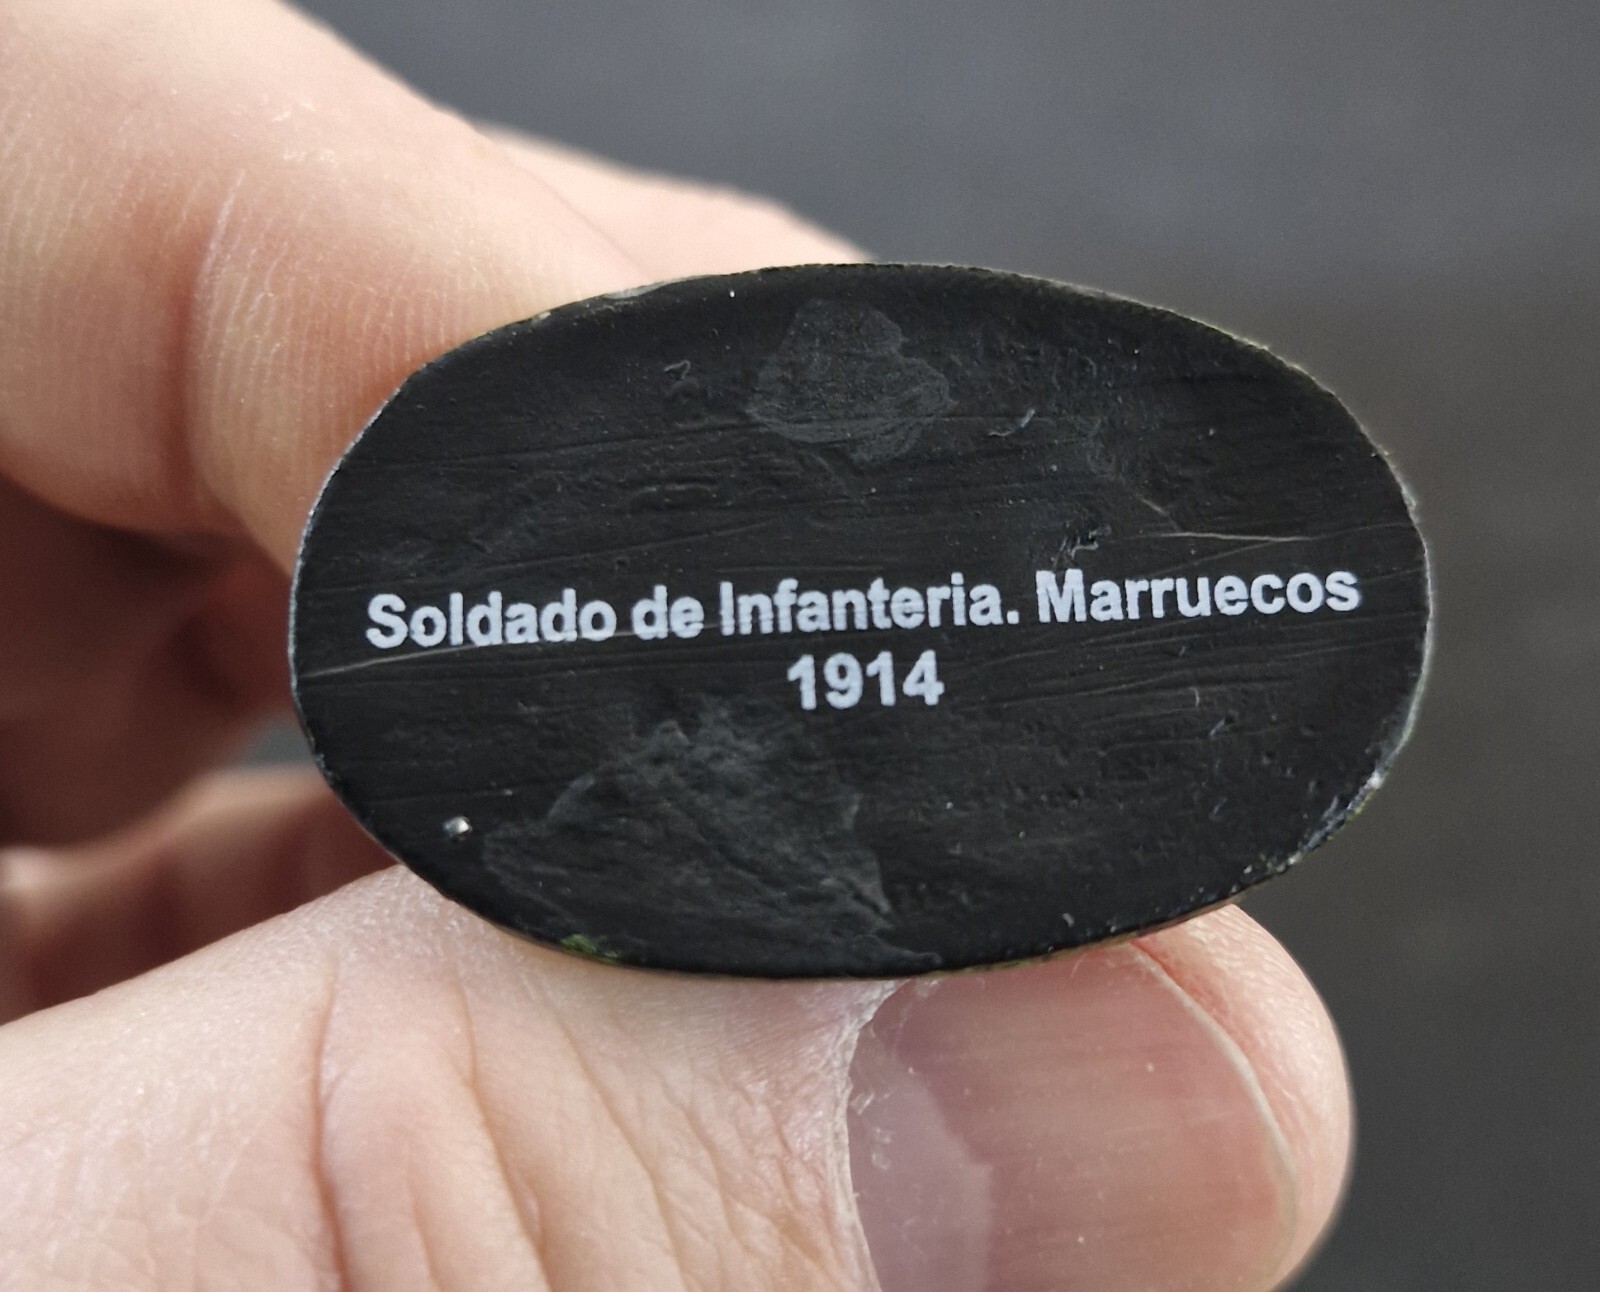 Soldado de Infanteria. Marruecos
1914